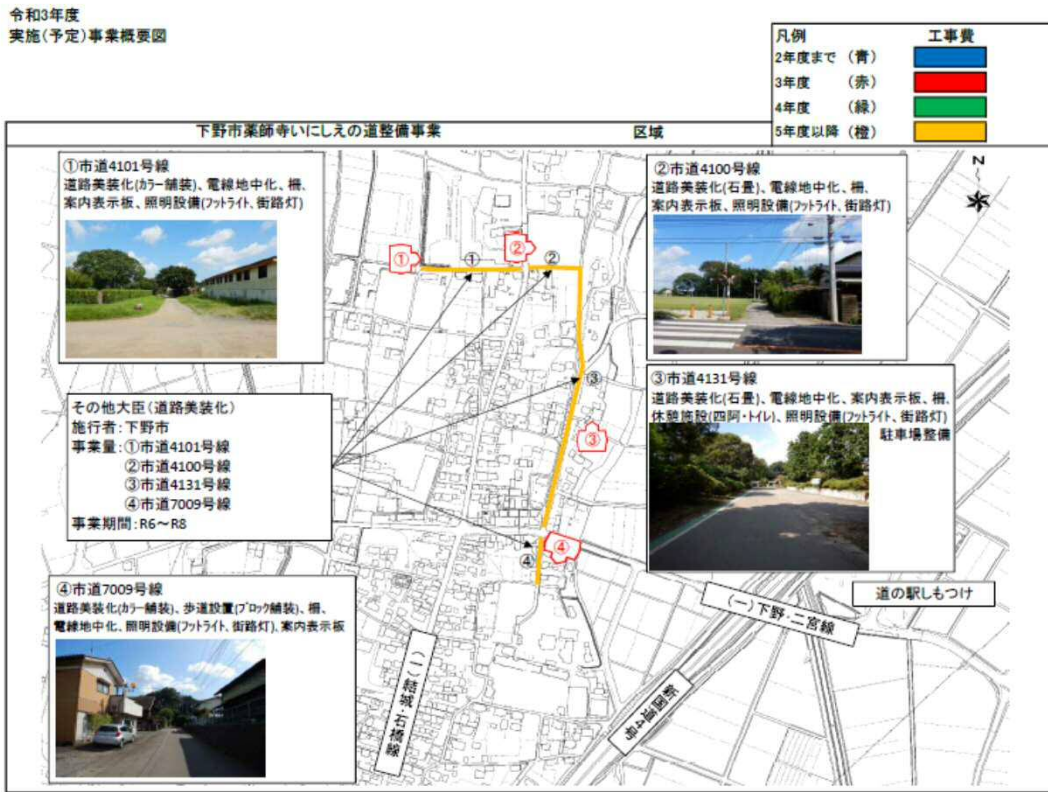 令和3年度
実施(予定)事業概要図
凡例 工事費
2年度まで (青)
3年度 (赤)
4年度 (緑)
5年度以降 (橙)
下野市薬師寺いにしえの道整備事業 区域
①市道4101号線
道路美装化(カラー舗装)、電線地中化、柵、
案内表示板、照明設備(フットライト、街路灯)
②市道4100号線
道路美装化(石畳)、電線地中化、柵、
案内表示板、照明設備(フットライト、街路灯)
N
①
②
①
②
③
③
④
④
その他大臣(道路美装化)
施行者:下野市
事業量:①市道4101号線
②市道4100号線
③市道4131号線
④市道7009号線
事業期間:R6～R8
③市道4131号線
道路美装化(石畳)、電線地中化、案内表示板、柵、
休憩施設(四阿・トイレ)、照明設備(フットライト、街路灯)
駐車場整備
④市道7009号線
道路美装化(カラー舗装)、歩道設置(ブロック舗装)、柵、
電線地中化、照明設備(フットライト、街路灯)、案内表示板
道の駅しもつけ
(一)下野・二宮線
(一)結城・石橋線
新国道4号